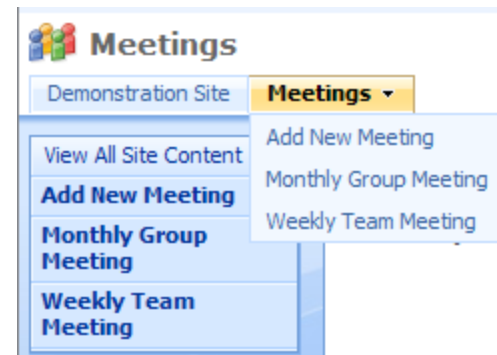 Meetings
Demonstration Site
Meetings
Add New Meeting
Monthly Group Meeting
Weekly Team Meeting
View All Site Content
Add New Meeting
Monthly Group
Meeting
Weekly Team
Meeting